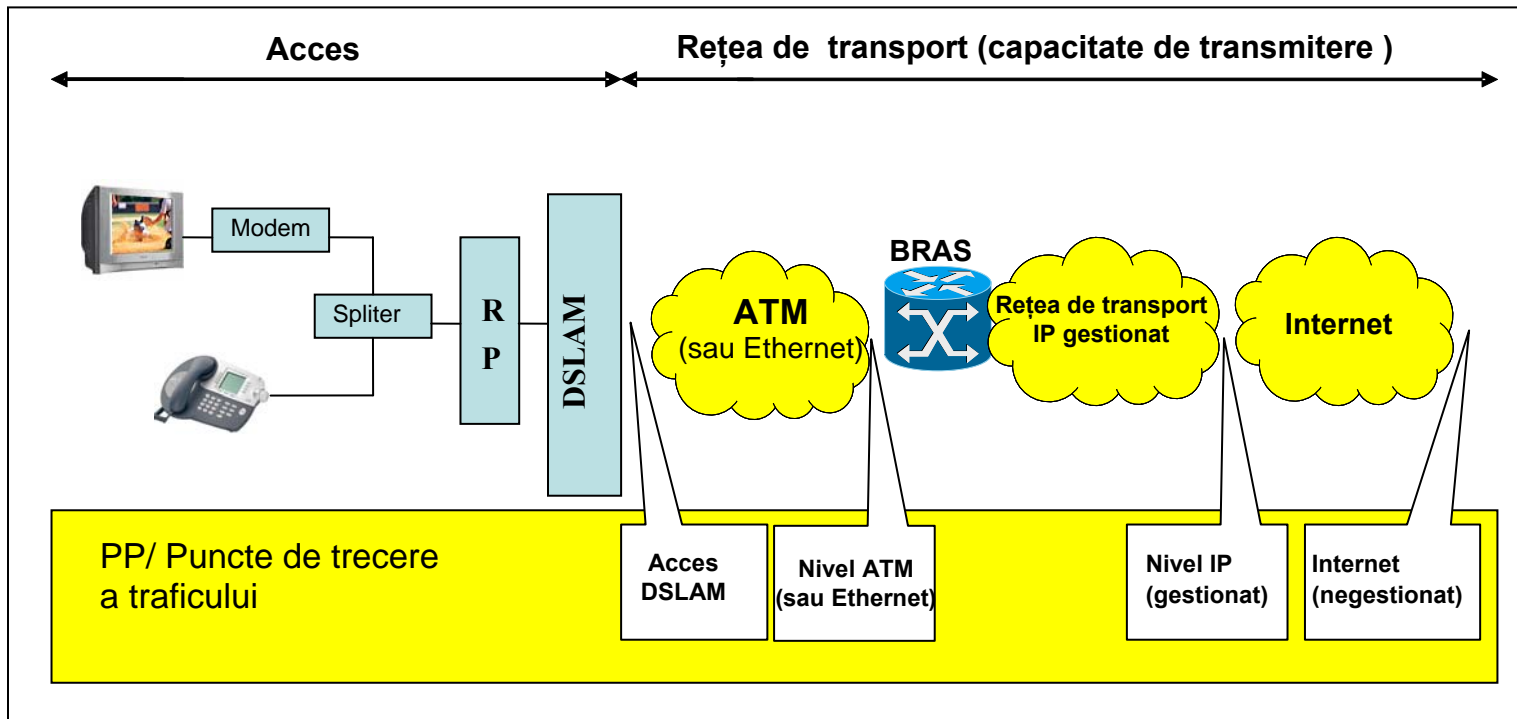 Acces
Rețea de transport (capacitate de transmitere )
Modem
Spliter
R
P
DSLAM
ATM
(sau Ethernet)
BRAS
Rețea de transport
IP gestionat
Internet
PP/ Puncte de trecere
a traficului
Acces
DSLAM
Nivel ATM
(sau Ethernet)
Nivel IP
(gestionat)
Internet
(negestionat)